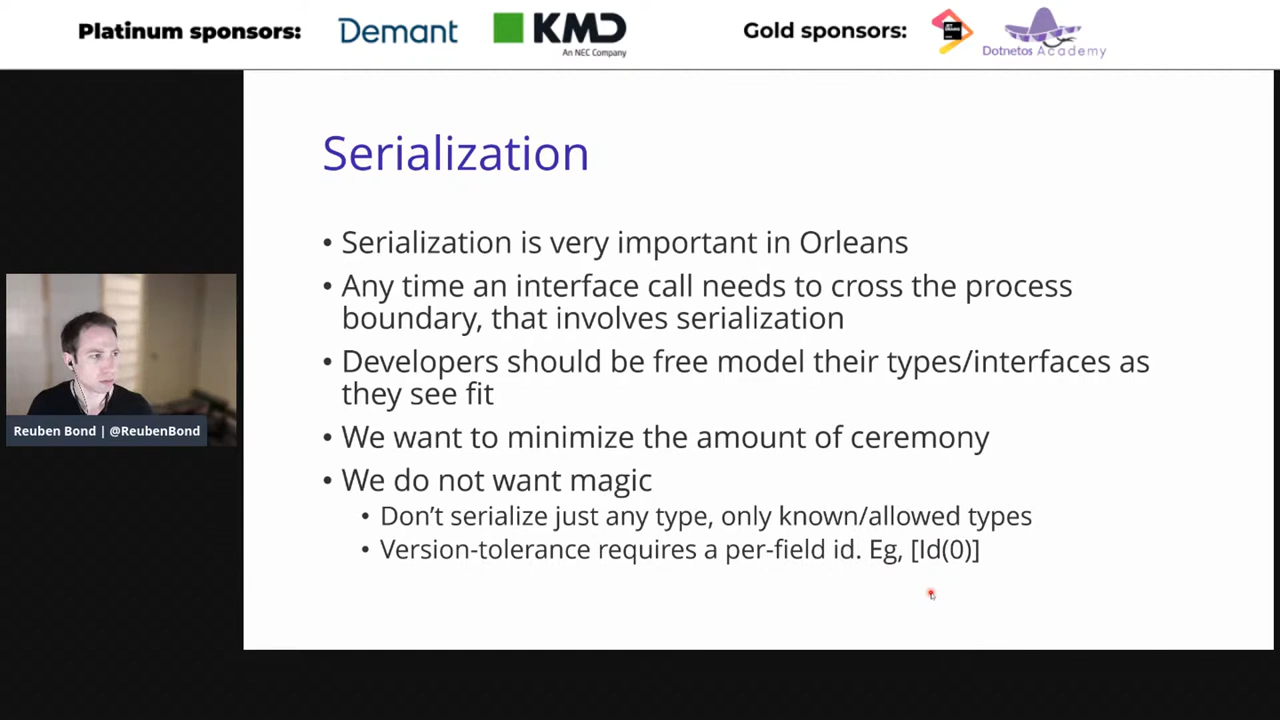 Platinum sponsors:
Demant
KMD
An NEC Company
Gold sponsors:
JET
BRAINS
Dotnetos Academy
Serialization
• Serialization is very important in Orleans
• Any time an interface call needs to cross the process
boundary, that involves serialization
• Developers should be free model their types/interfaces as
they see fit
• We want to minimize the amount of ceremony
• We do not want magic
• Don’t serialize just any type, only known/allowed types
• Version-tolerance requires a per-field id. Eg, [Id(0)]
Reuben Bond | @ReubenBond